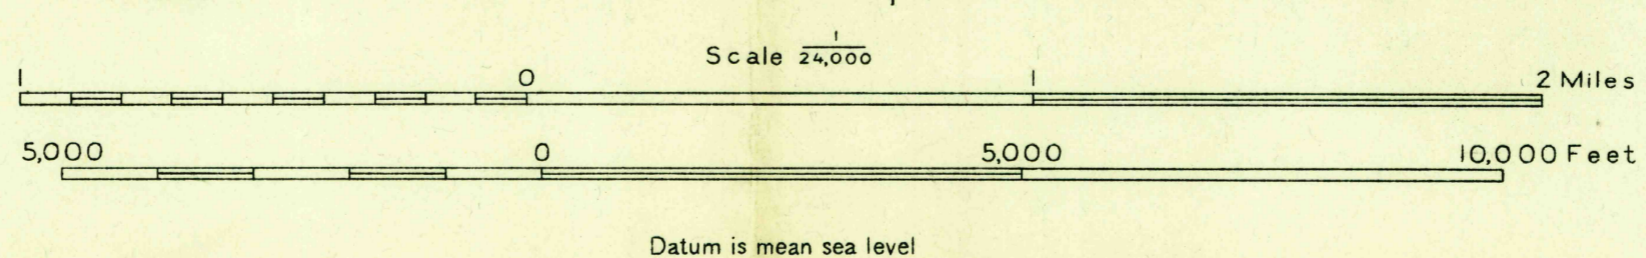 Scale 1/24,000
1 0 1 2 Miles
5,000 0 5,000 10,000 Feet
Datum is mean sea level